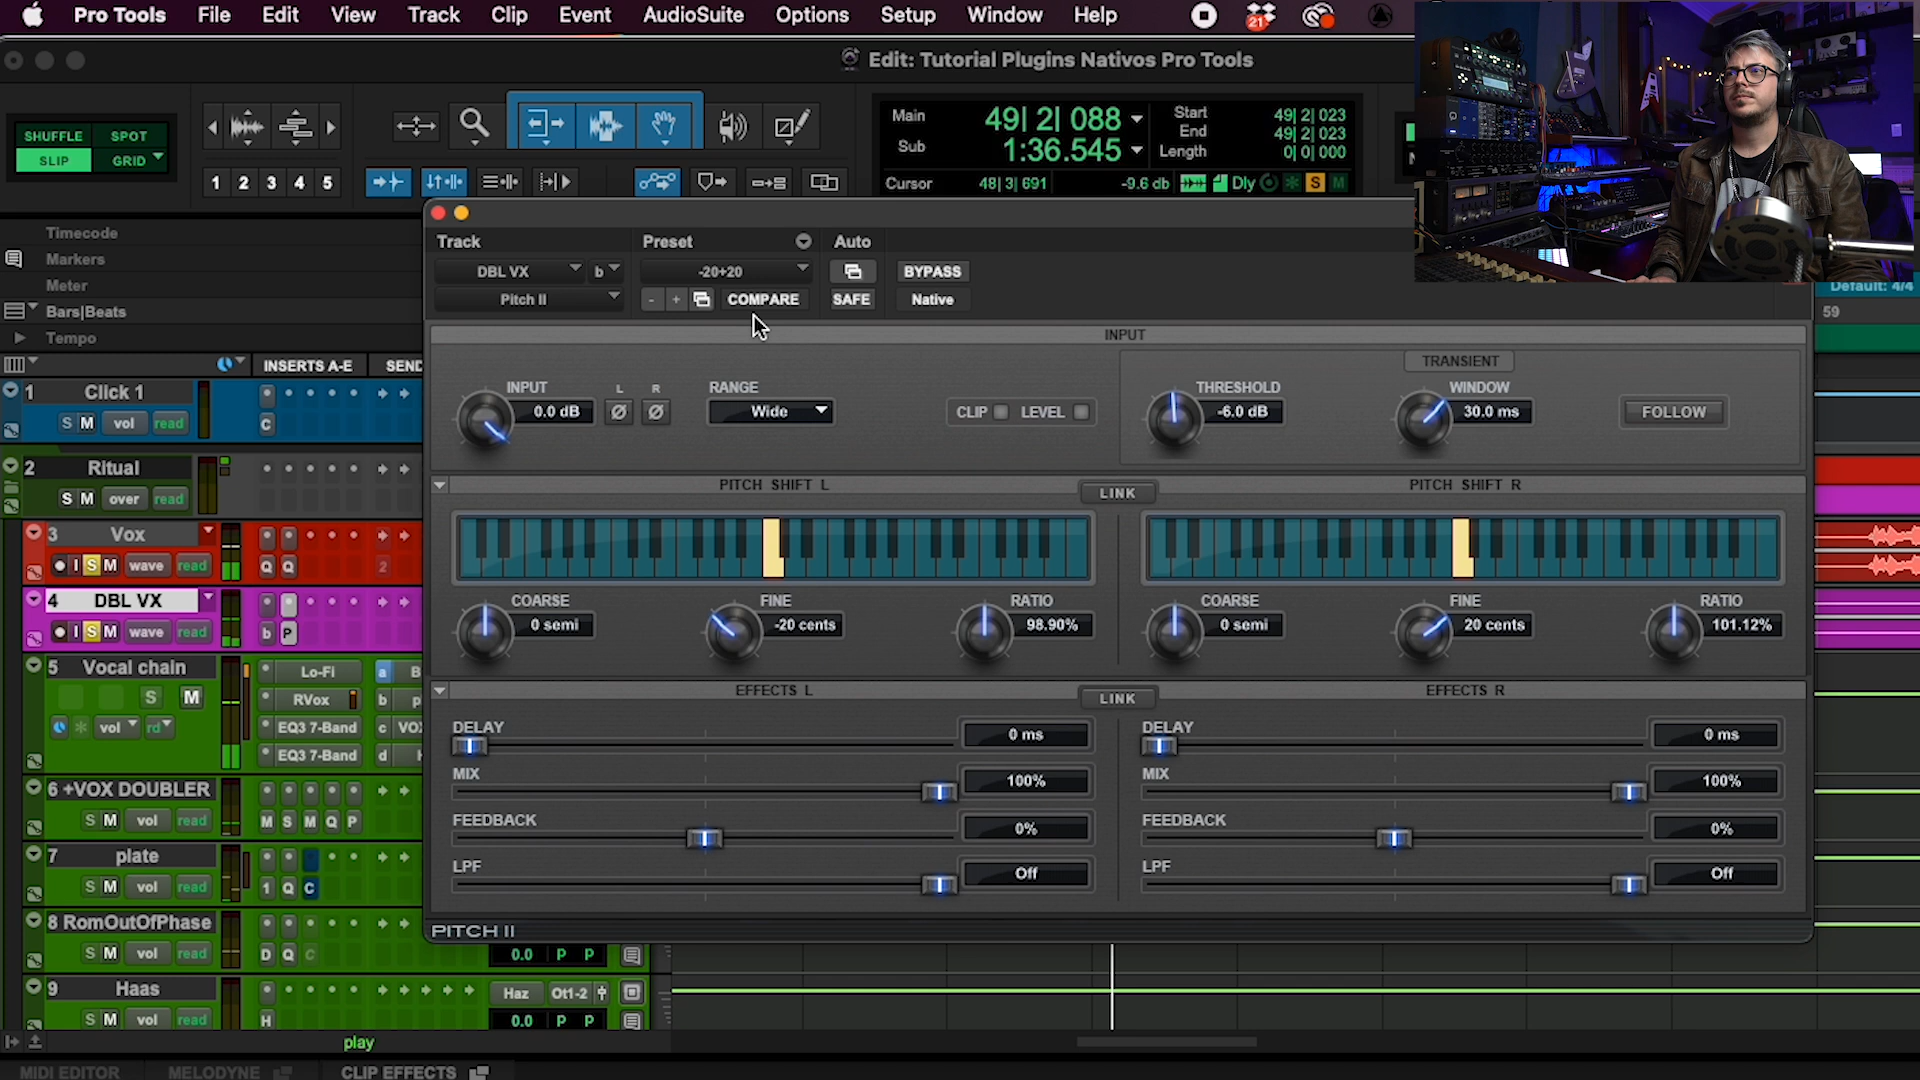 Pro Tools File Edit View Track Clip Event AudioSuite Options Setup Window Help 21
Edit: Tutorial Plugins Nativos Pro Tools
SHUFFLE SPOT
SLIP GRID
1 2 3 4 5
Main 49| 2| 088
Sub 1:36.545
Start 49| 2| 023
End 49| 2| 023
Length 0| 0| 000
Cursor 48| 3| 691 -9.6 db Dly S M
Timecode
Markers
Meter
Bars|Beats
Tempo
Default: 4/4
59
INSERTS A-E SEND
1 Click 1
S M vol read C
2 Ritual
S M over read
3 Vox
I S M wave read Q Q 2
4 DBL VX
I S M wave read b P
5 Vocal chain Lo-Fi a B
S M RVox b p
vol rd EQ3 7-Band c VO
EQ3 7-Band d
6 +VOX DOUBLER
S M vol read M S M Q P
7 plate
S M vol read 1 Q C
8 RomOutOfPhase
S M vol read D Q C 0.0 P P
9 Haas Haz Ot1-2
S M vol read H 0.0 P P
play
MIDI EDITOR MELODYNE CLIP EFFECTS
Track Preset Auto
DBL VX b -20+20 BYPASS
Pitch II - + COMPARE SAFE Native
INPUT
TRANSIENT
INPUT L R RANGE THRESHOLD WINDOW
0.0 dB Ø Ø Wide CLIP LEVEL -6.0 dB 30.0 ms FOLLOW
PITCH SHIFT L LINK PITCH SHIFT R
COARSE FINE RATIO COARSE FINE RATIO
0 semi -20 cents 98.90% 0 semi 20 cents 101.12%
EFFECTS L LINK EFFECTS R
DELAY 0 ms DELAY 0 ms
MIX 100% MIX 100%
FEEDBACK 0% FEEDBACK 0%
LPF Off LPF Off
PITCH II